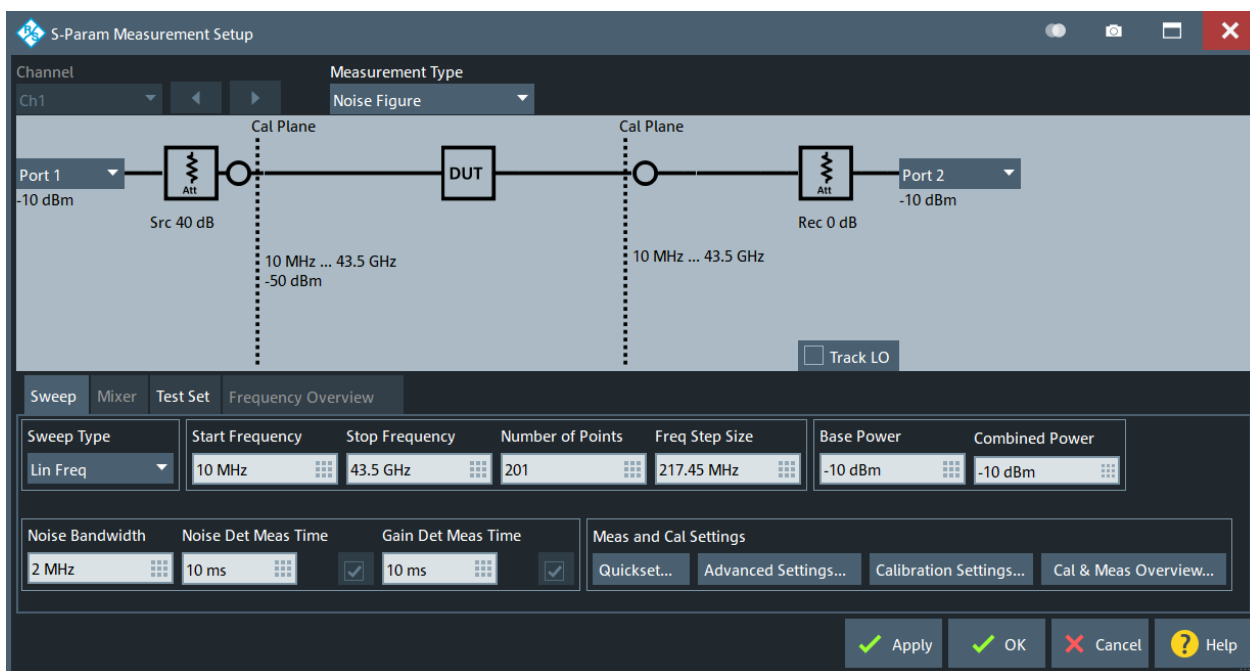 S-Param Measurement Setup
Channel
Measurement Type
Ch1
Noise Figure
Cal Plane
Cal Plane
Port 1
Att
DUT
Att
Port 2
-10 dBm
-10 dBm
Src 40 dB
Rec 0 dB
10 MHz ... 43.5 GHz
-50 dBm
10 MHz ... 43.5 GHz
Track LO
Sweep
Mixer
Test Set
Frequency Overview
Sweep Type
Start Frequency
Stop Frequency
Number of Points
Freq Step Size
Base Power
Combined Power
Lin Freq
10 MHz
43.5 GHz
201
217.45 MHz
-10 dBm
-10 dBm
Noise Bandwidth
Noise Det Meas Time
Gain Det Meas Time
Meas and Cal Settings
2 MHz
10 ms
10 ms
Quickset...
Advanced Settings...
Calibration Settings...
Cal & Meas Overview...
Apply
OK
Cancel
? Help